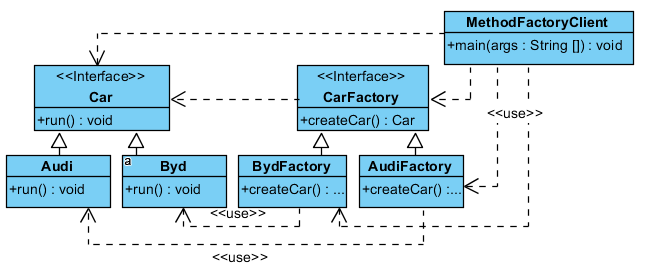 MethodFactoryClient
+main(args : String []) : void
<<Interface>>
Car
+run() : void
<<Interface>>
CarFactory
+createCar() : Car
<<use>>
a
Audi
+run() : void
Byd
+run() : void
BydFactory
+createCar() : ...
AudiFactory
+createCar() :...
<<use>>
<<use>>